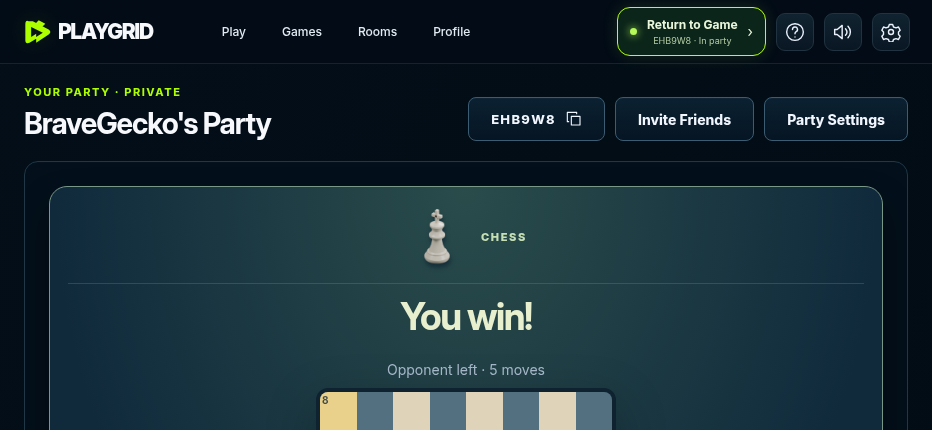 PLAYGRID
Play
Games
Rooms
Profile
Return to Game
EHB9W8 · In party
YOUR PARTY · PRIVATE
BraveGecko's Party
EHB9W8
Invite Friends
Party Settings
CHESS
You win!
Opponent left · 5 moves
8